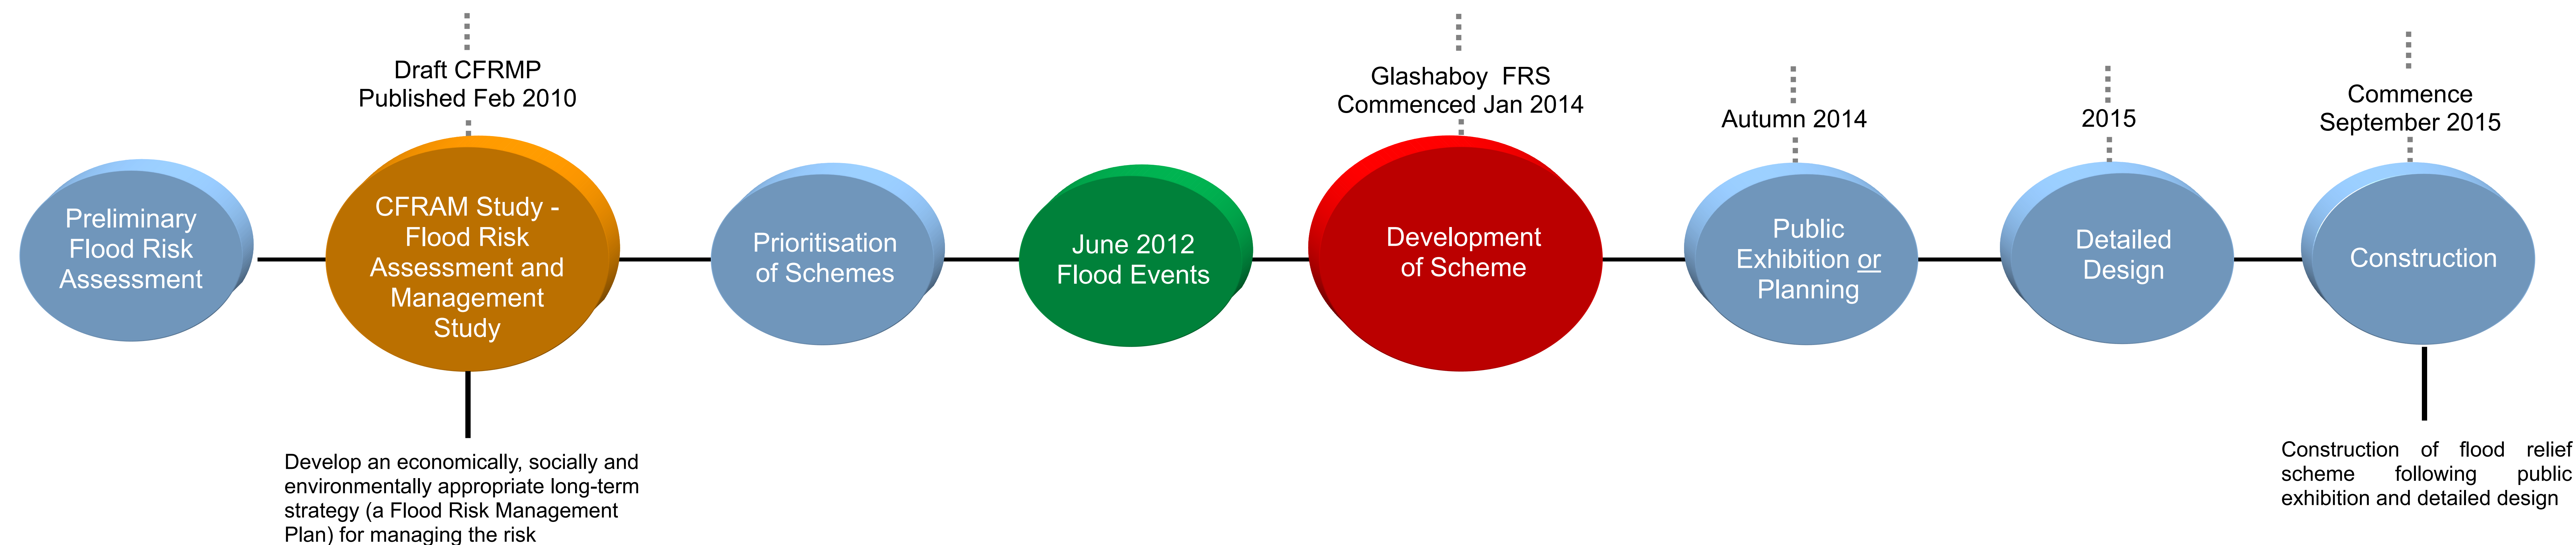 Draft CFRMP
Published Feb 2010
Glashaboy  FRS
Commenced Jan 2014
Autumn 2014
2015
Commence
September 2015
Preliminary
Flood Risk
Assessment
CFRAM Study -
Flood Risk
Assessment and
Management
Study
Prioritisation
of Schemes
June 2012
Flood Events
Development
of Scheme
Public
Exhibition or
Planning
Detailed
Design
Construction
Develop an economically, socially and
environmentally appropriate long-term
strategy (a Flood Risk Management
Plan) for managing the risk
Construction of flood relief
scheme following public
exhibition and detailed design